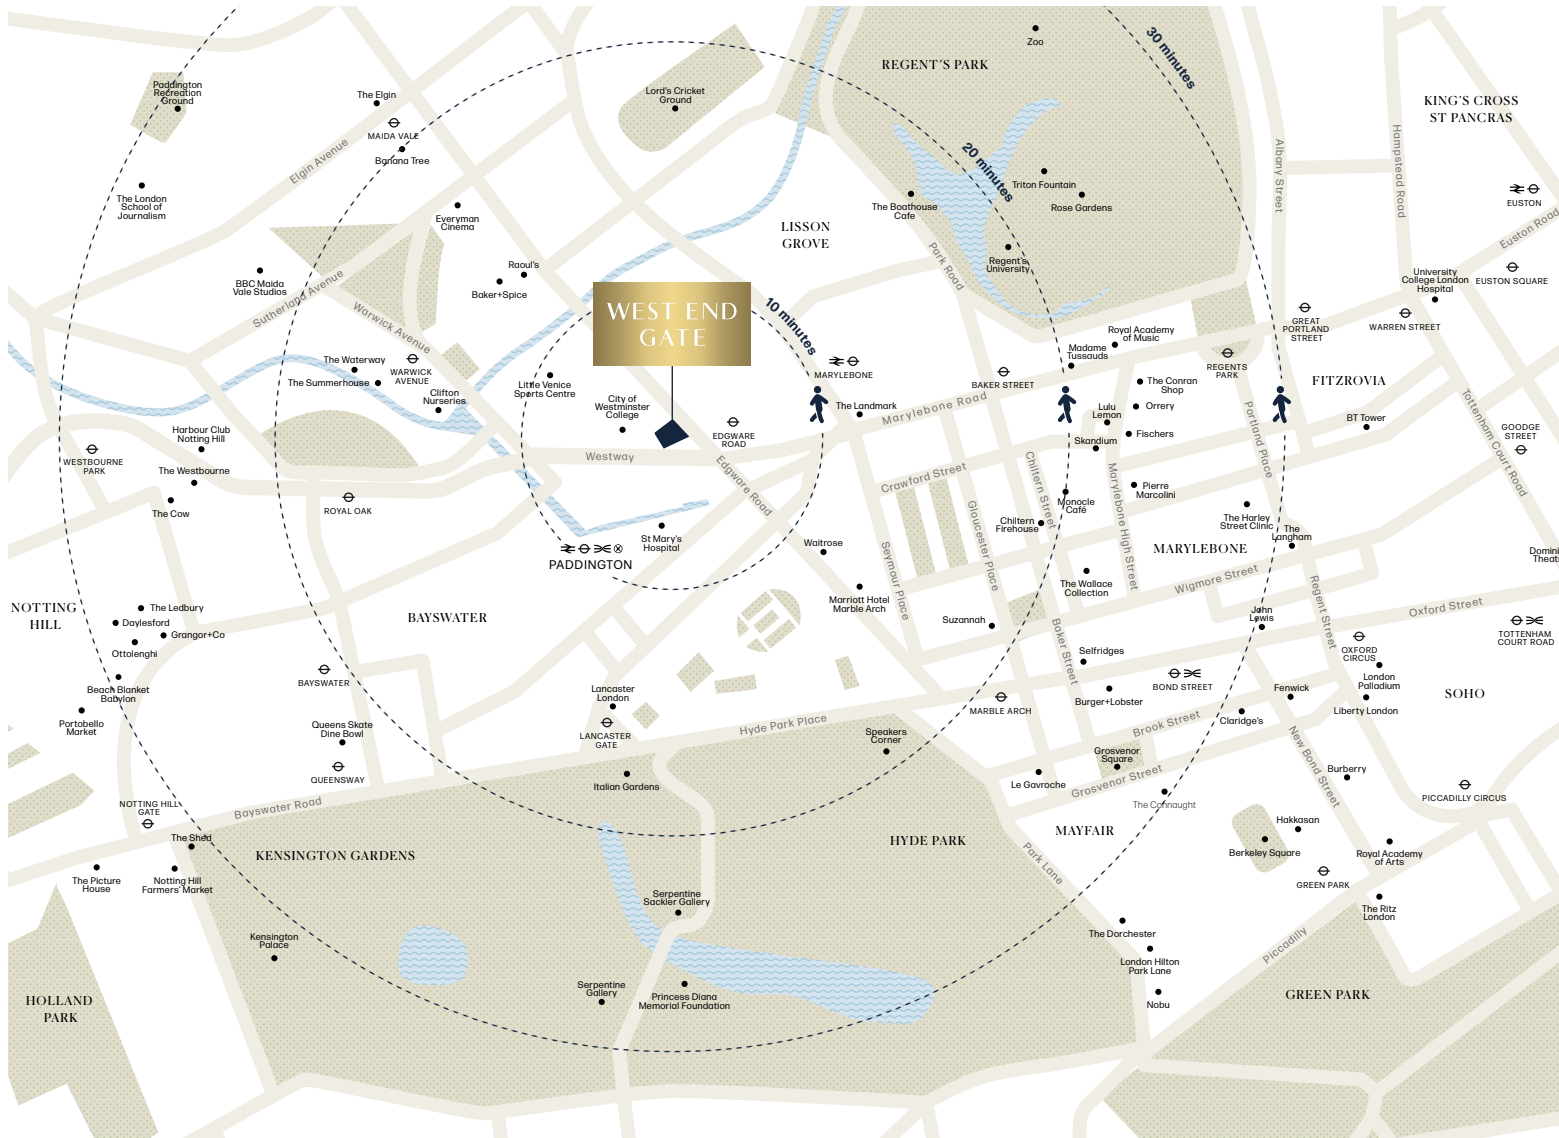 Zoo
30 minutes
REGENT'S PARK
Paddington
Recreation
Ground
The Elgin
Lord's Cricket
Ground
KING'S CROSS
ST PANCRAS
MAIDA VALE
Banana Tree
Elgin Avenue
20 minutes
Albany Street
Hampstead Road
The London
School of
Journalism
Triton Fountain
Rose Gardens
The Boathouse
Cafe
EUSTON
Everyman
Cinema
LISSON
GROVE
Euston Road
Regent's
University
Park Road
Raoul's
Baker+Spice
BBC Maida
Vale Studios
Sutherland Avenue
Warwick Avenue
University
College London
Hospital
EUSTON SQUARE
WEST END
GATE
10 minutes
GREAT
PORTLAND
STREET
WARREN STREET
Royal Academy
of Music
Madame
Tussauds
REGENTS
PARK
The Waterway
The Summerhouse
WARWICK
AVENUE
Clifton
Nurseries
Little Venice
Sports Centre
MARYLEBONE
BAKER STREET
The Conran
Shop
FITZROVIA
City of
Westminster
College
The Landmark
Marylebone Road
Lulu
Lemon
Orrery
Portland Place
BT Tower
Tottenham Court Road
GOODGE
STREET
Harbour Club
Notting Hill
EDGWARE
ROAD
Skandium
Fischers
WESTBOURNE
PARK
The Westbourne
Westway
Edgware Road
Crawford Street
Chiltern Street
Marylebone High Street
Pierre
Marcolini
The Cow
ROYAL OAK
Gloucester Place
Monocle
Café
Chiltern
Firehouse
The Harley
Street Clinic
The
Langham
St Mary's
Hospital
PADDINGTON
Waitrose
Seymour Place
MARYLEBONE
Domini
Theat
The Wallace
Collection
Wigmore Street
Regent Street
Marriott Hotel
Marble Arch
NOTTING
HILL
The Ledbury
Daylesford
Grangor+Co
Ottolenghi
BAYSWATER
Suzannah
Baker Street
John
Lewis
Oxford Street
OXFORD
CIRCUS
TOTTENHAM
COURT ROAD
BAYSWATER
Beach Blanket
Babylon
Portobello
Market
Selfridges
BOND STREET
London
Palladium
SOHO
Lancaster
London
Burger+Lobster
MARBLE ARCH
Fenwick
Liberty London
Claridge's
Queens Skate
Dine Bowl
LANCASTER
GATE
Hyde Park Place
Speakers
Corner
Brook Street
New Bond Street
QUEENSWAY
Italian Gardens
Grosvenor
Square
Le Gavroche
Grosvenor Street
Burberry
PICCADILLY CIRCUS
NOTTING HILL
GATE
Bayswater Road
The Connaught
The Shed
KENSINGTON GARDENS
HYDE PARK
MAYFAIR
Hakkasan
Berkeley Square
Royal Academy
of Arts
The Picture
House
Notting Hill
Farmers' Market
Park Lane
GREEN PARK
Serpentine
Sackler Gallery
The Ritz
London
Kensington
Palace
The Dorchester
Piccadilly
London Hilton
Park Lane
HOLLAND
PARK
Serpentine
Gallery
Princess Diana
Memorial Foundation
Nobu
GREEN PARK